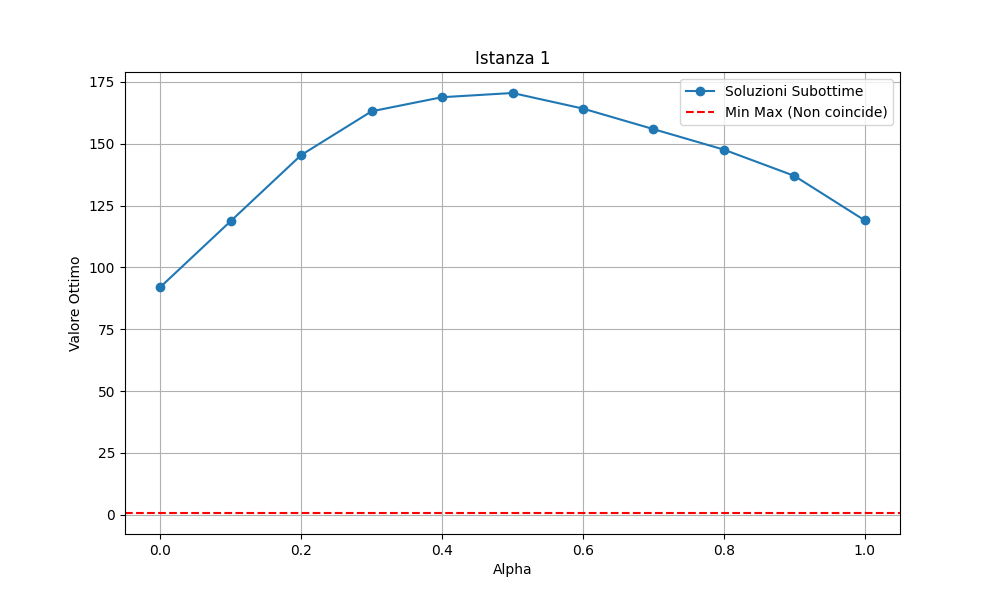 Istanza 1
Soluzioni Subottime
Min Max (Non coincide)
Valore Ottimo
175
150
125
100
75
50
25
0
0.0 0.2 0.4 0.6 0.8 1.0
Alpha